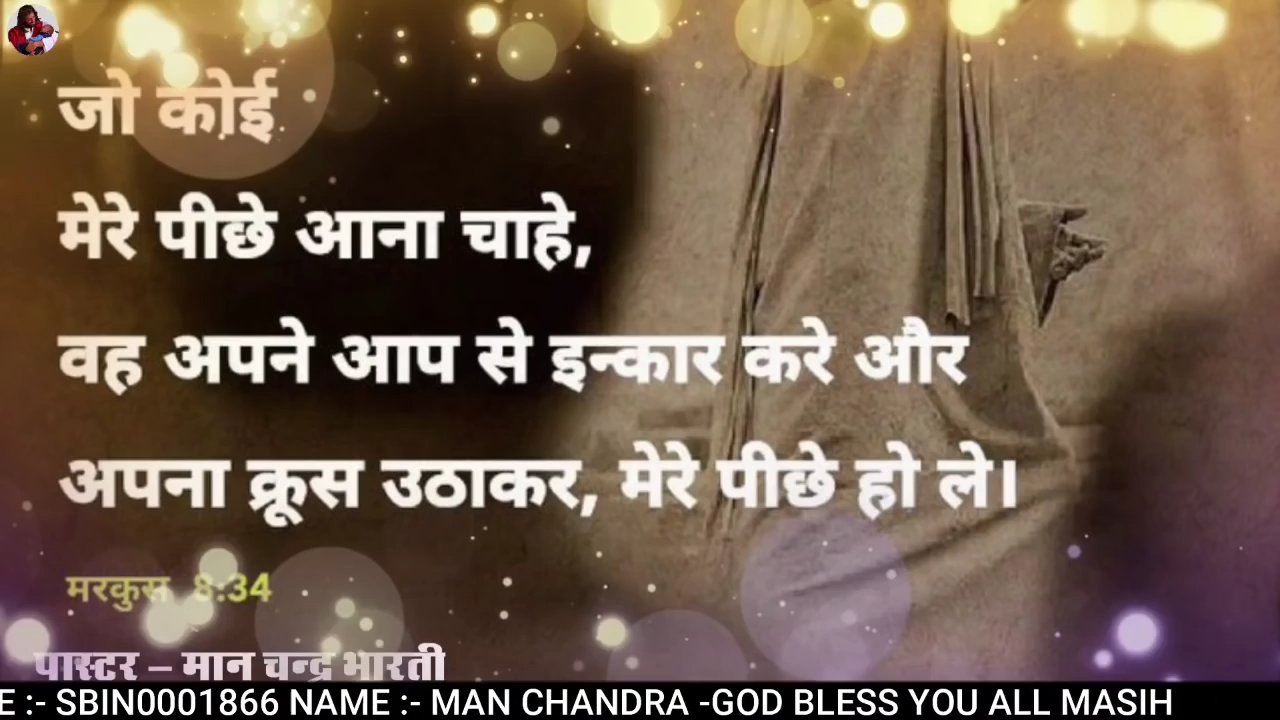 जो कोई
मेरे पीछे आना चाहे,
वह अपने आप से इन्कार करे और
अपना क्रूस उठाकर, मेरे पीछे हो ले।
मरकुस 8:34
पास्टर – मान चन्द्र भारती
E :- SBIN0001866 NAME :- MAN CHANDRA -GOD BLESS YOU ALL MASIH